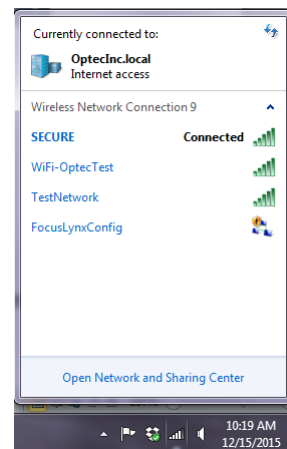 Currently connected to:
OptecInc.local
Internet access
Wireless Network Connection 9
SECURE Connected
WiFi-OptecTest
TestNetwork
FocusLynxConfig
Open Network and Sharing Center
10:19 AM
12/15/2015